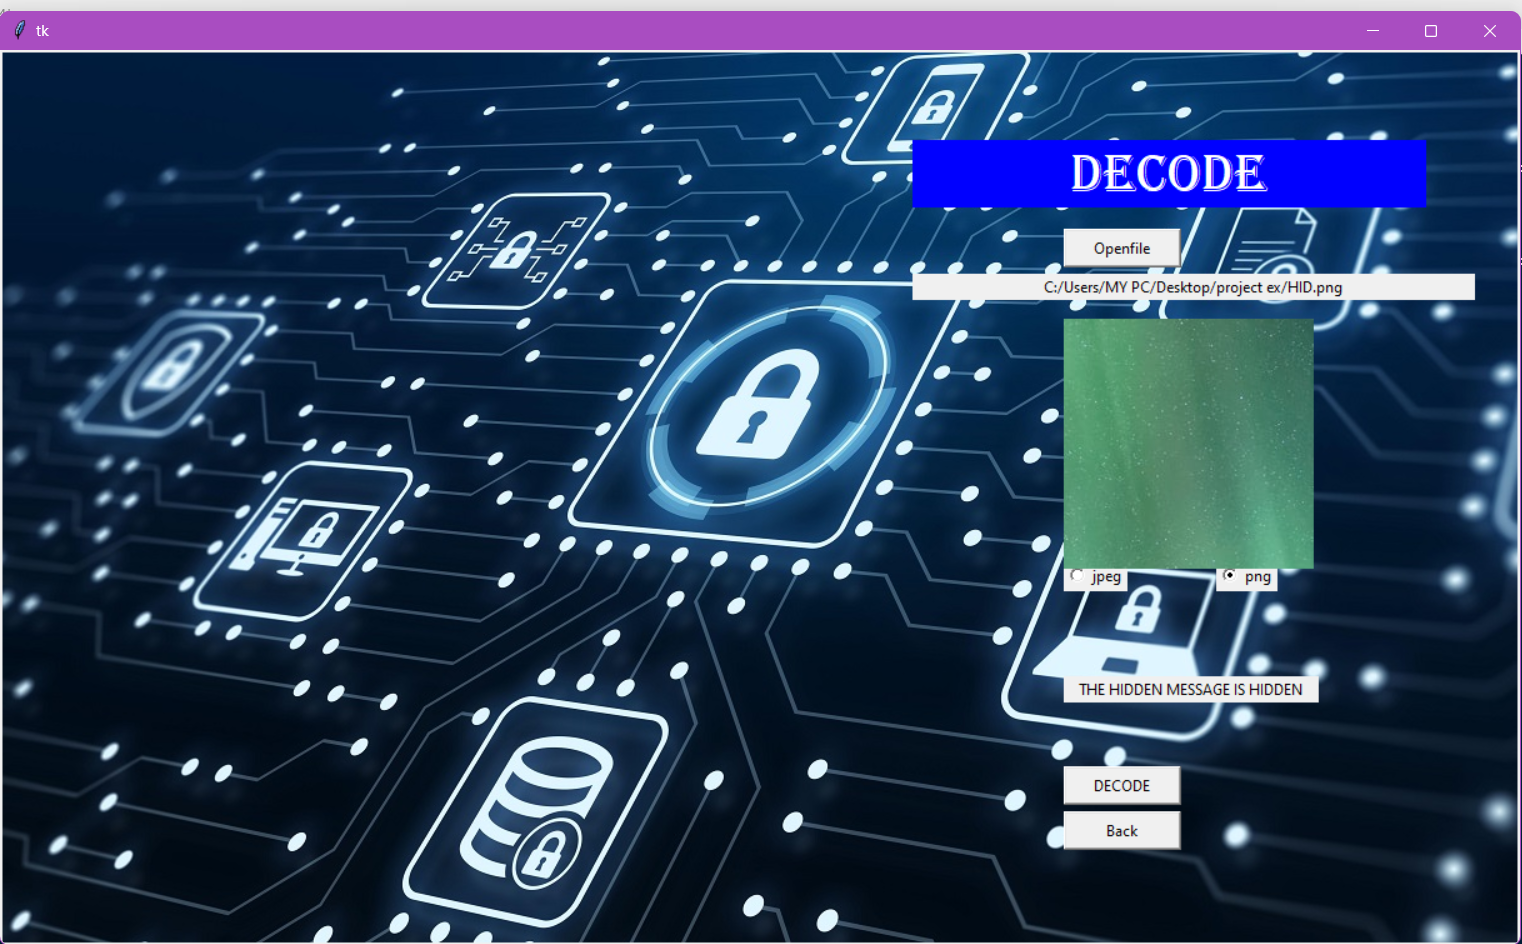 tk
DECODE
Openfile
C:/Users/MY PC/Desktop/project ex/HID.png
jpeg png
THE HIDDEN MESSAGE IS HIDDEN
DECODE
Back